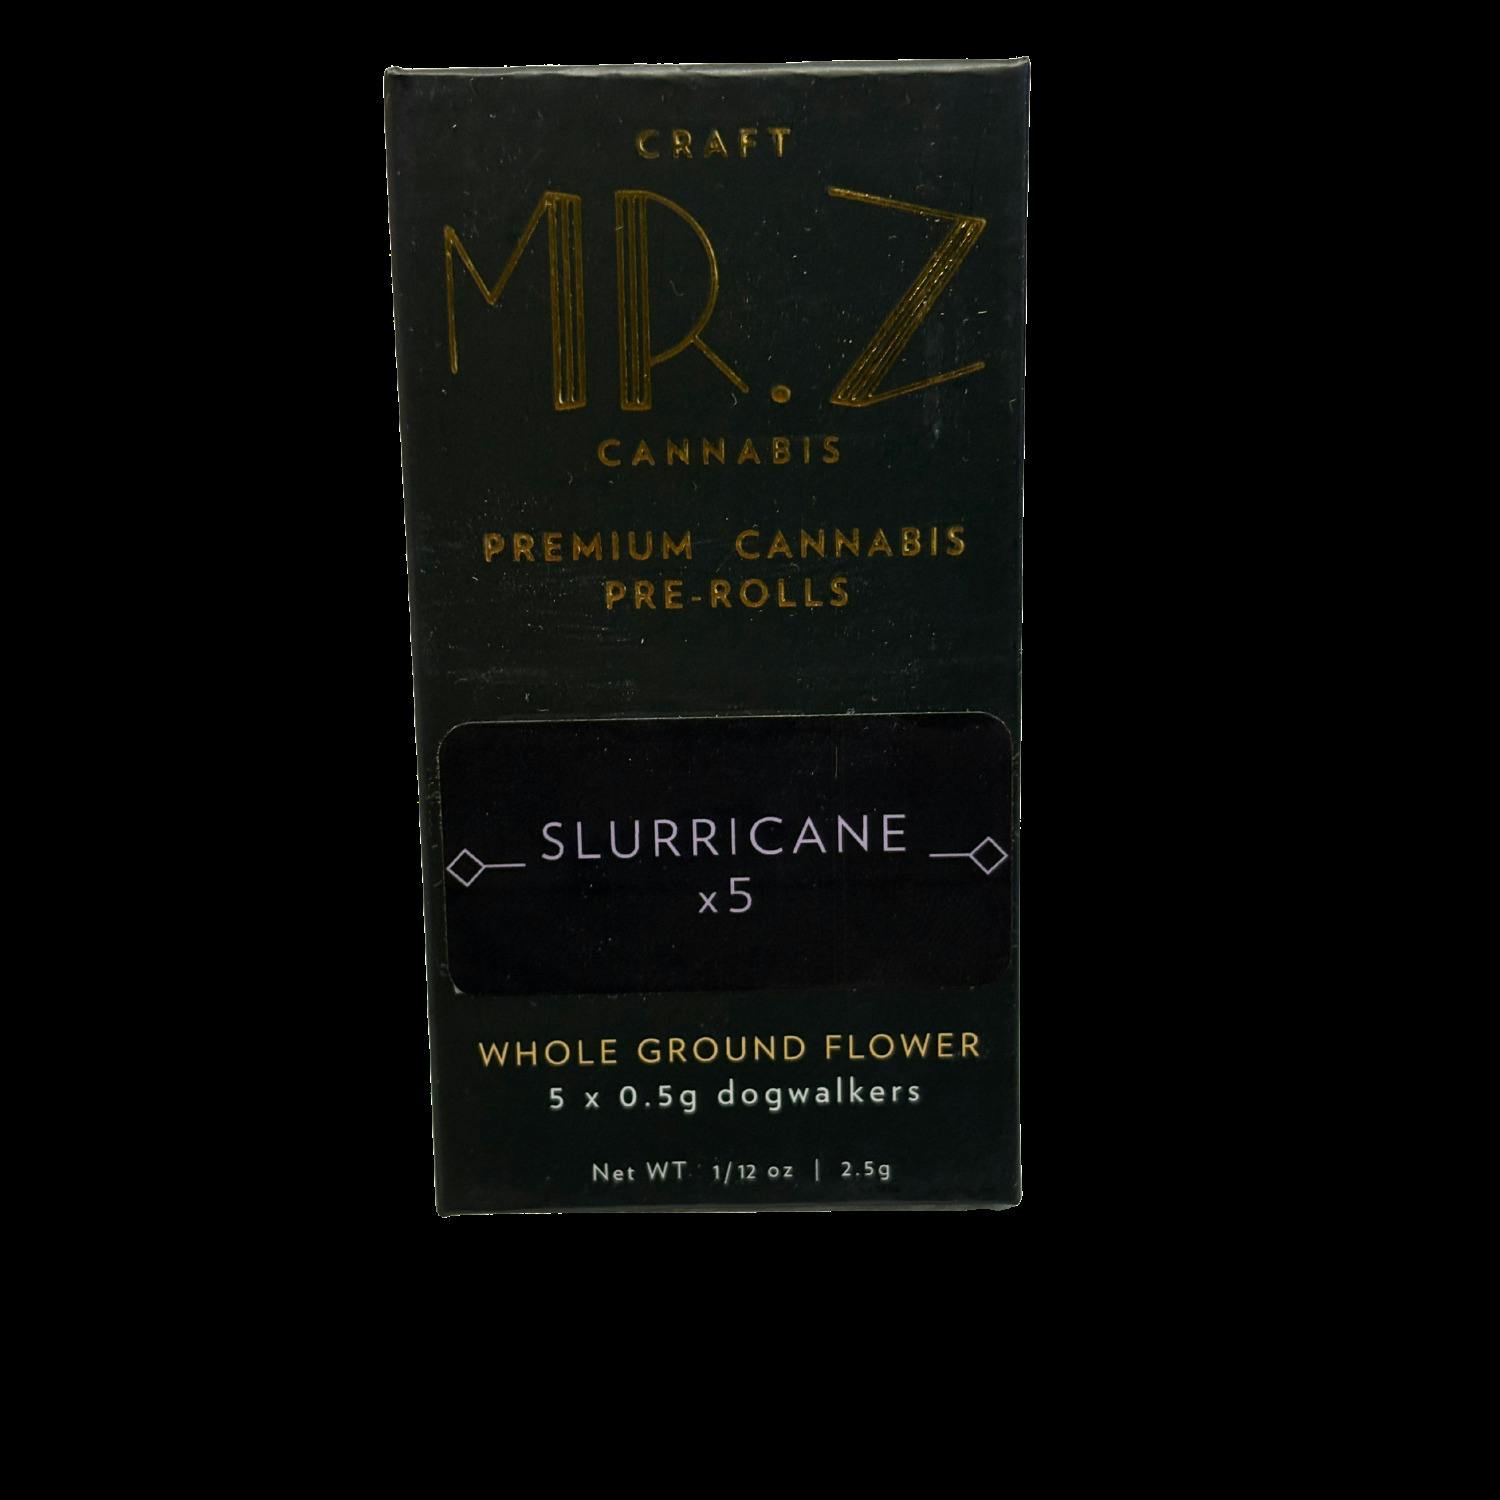 CRAFT
MR.Z
CANNABIS
PREMIUM CANNABIS
PRE-ROLLS
SLURRICANE
x5
WHOLE GROUND FLOWER
5 x 0.5g dogwalkers
Net WT 1/12 oz | 2.5g